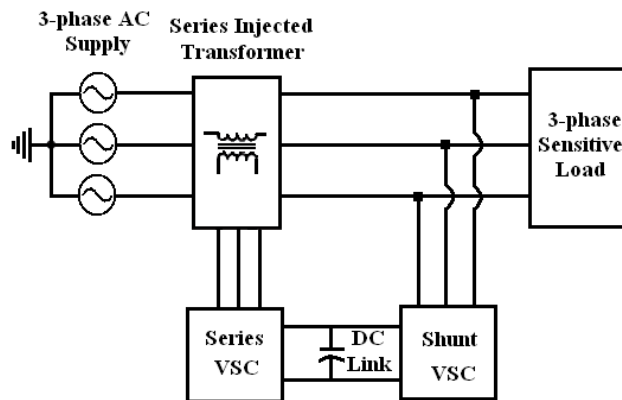 3-phase AC
Supply
Series Injected
Transformer
3-phase
Sensitive
Load
Series
VSC
DC
Link
Shunt
VSC